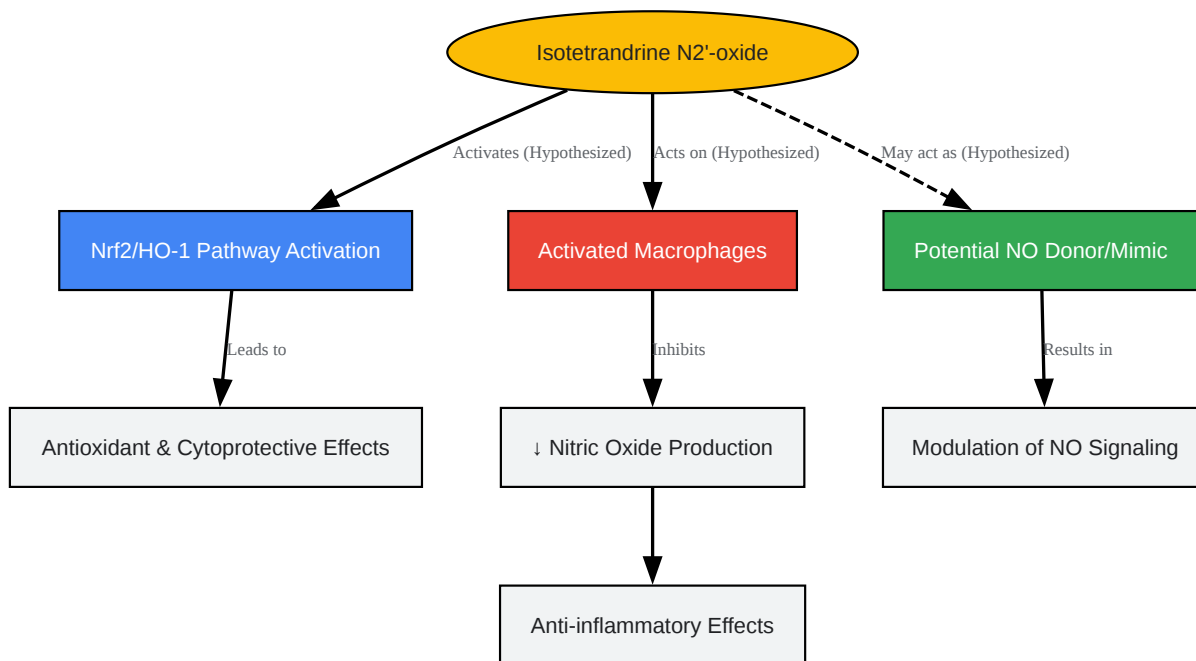 Isotetrandrine N2'-oxide
Activates (Hypothesized)
Acts on (Hypothesized)
May act as (Hypothesized)
Nrf2/HO-1 Pathway Activation
Activated Macrophages
Potential NO Donor/Mimic
Leads to
Inhibits
Results in
Antioxidant & Cytoprotective Effects
↓ Nitric Oxide Production
Modulation of NO Signaling
Anti-inflammatory Effects